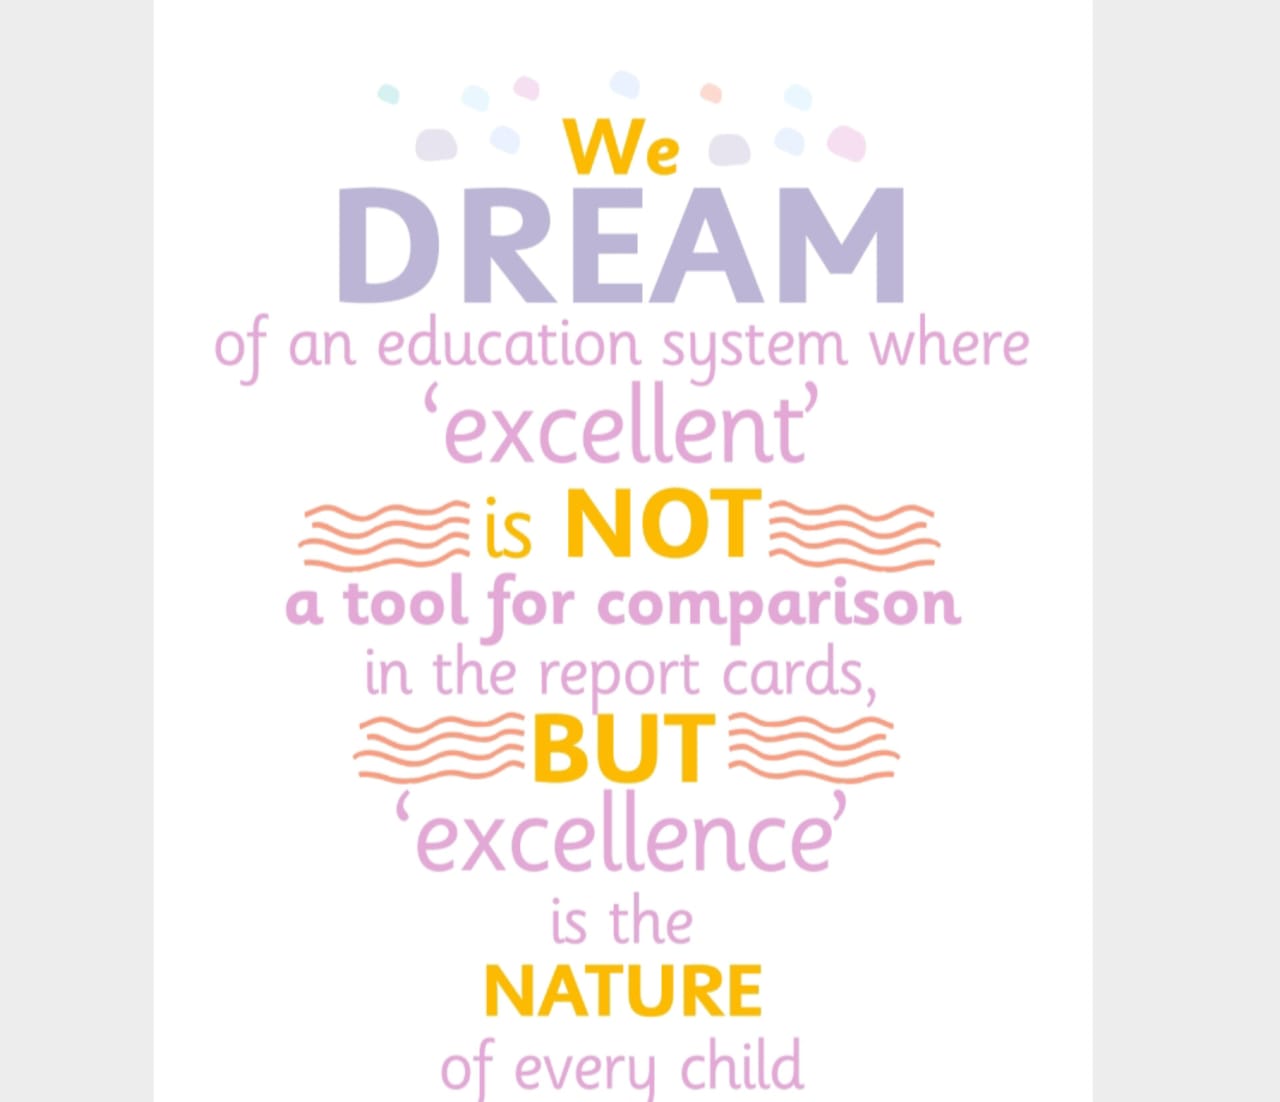 We
DREAM
of an education system where
‘excellent’
is NOT
a tool for comparison
in the report cards,
BUT
‘excellence’
is the
NATURE
of every child